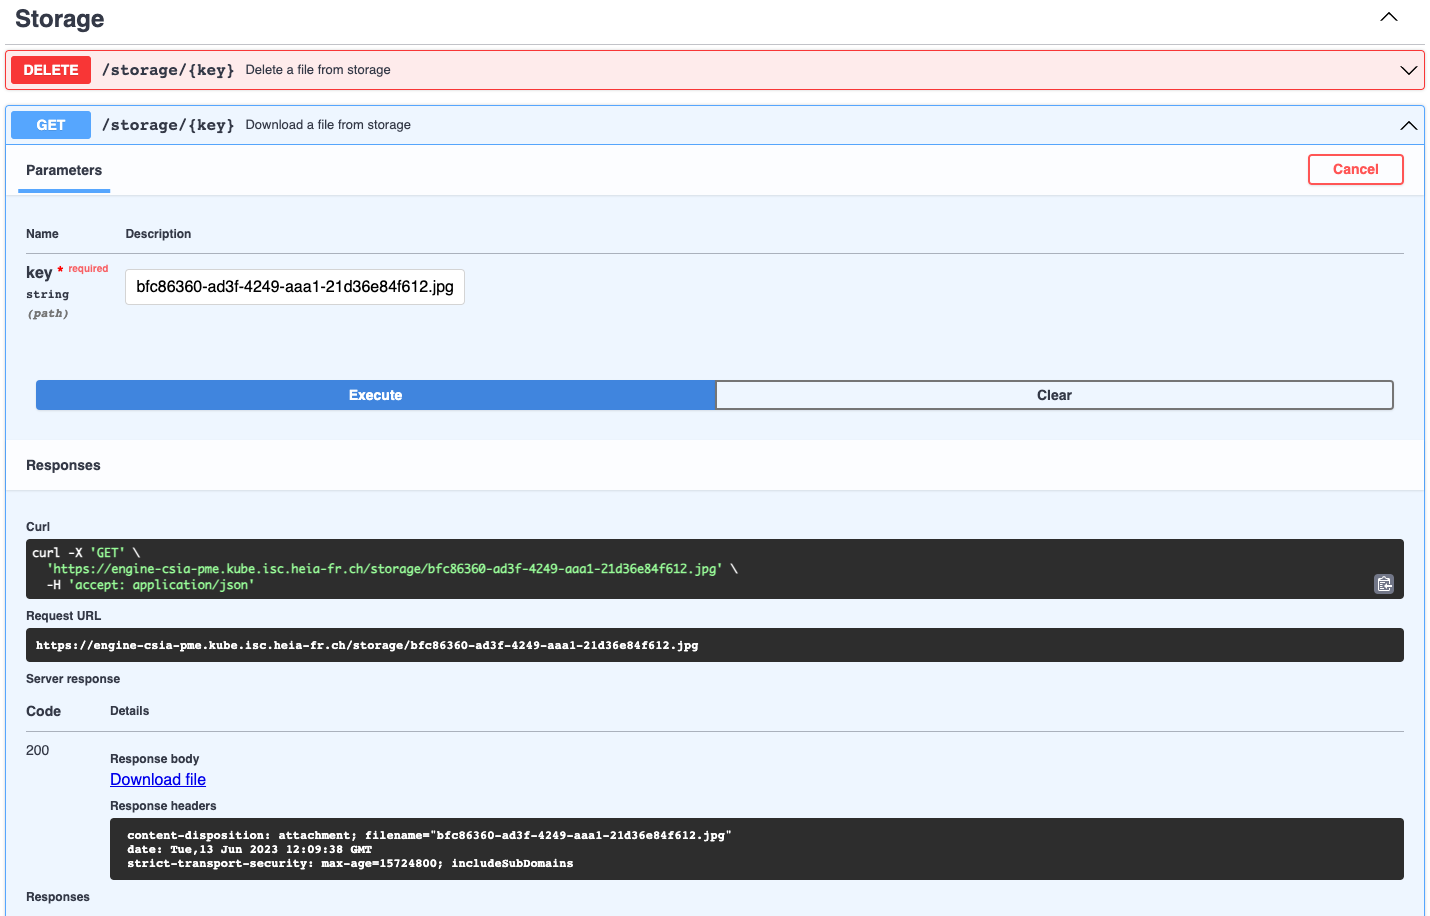 Storage
DELETE /storage/{key} Delete a file from storage
GET /storage/{key} Download a file from storage
Parameters
Cancel
Name Description
key * required
string
(path)
bfc86360-ad3f-4249-aaa1-21d36e84f612.jpg
Execute Clear
Responses
Curl
curl -X 'GET' \
'https://engine-csia-pme.kube.isc.heia-fr.ch/storage/bfc86360-ad3f-4249-aaa1-21d36e84f612.jpg' \
-H 'accept: application/json'
Request URL
https://engine-csia-pme.kube.isc.heia-fr.ch/storage/bfc86360-ad3f-4249-aaa1-21d36e84f612.jpg
Server response
Code Details
200
Response body
Download file
Response headers
content-disposition: attachment; filename="bfc86360-ad3f-4249-aaa1-21d36e84f612.jpg"
date: Tue,13 Jun 2023 12:09:38 GMT
strict-transport-security: max-age=15724800; includeSubDomains
Responses